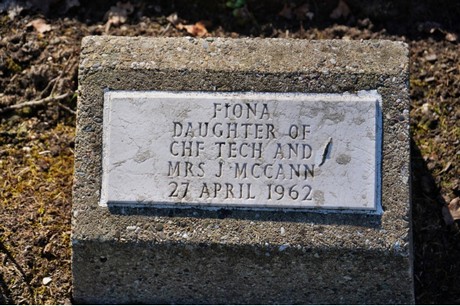 FIONA
DAUGHTER OF
CHF TECH AND
MRS J MCCANN
27 APRIL 1962